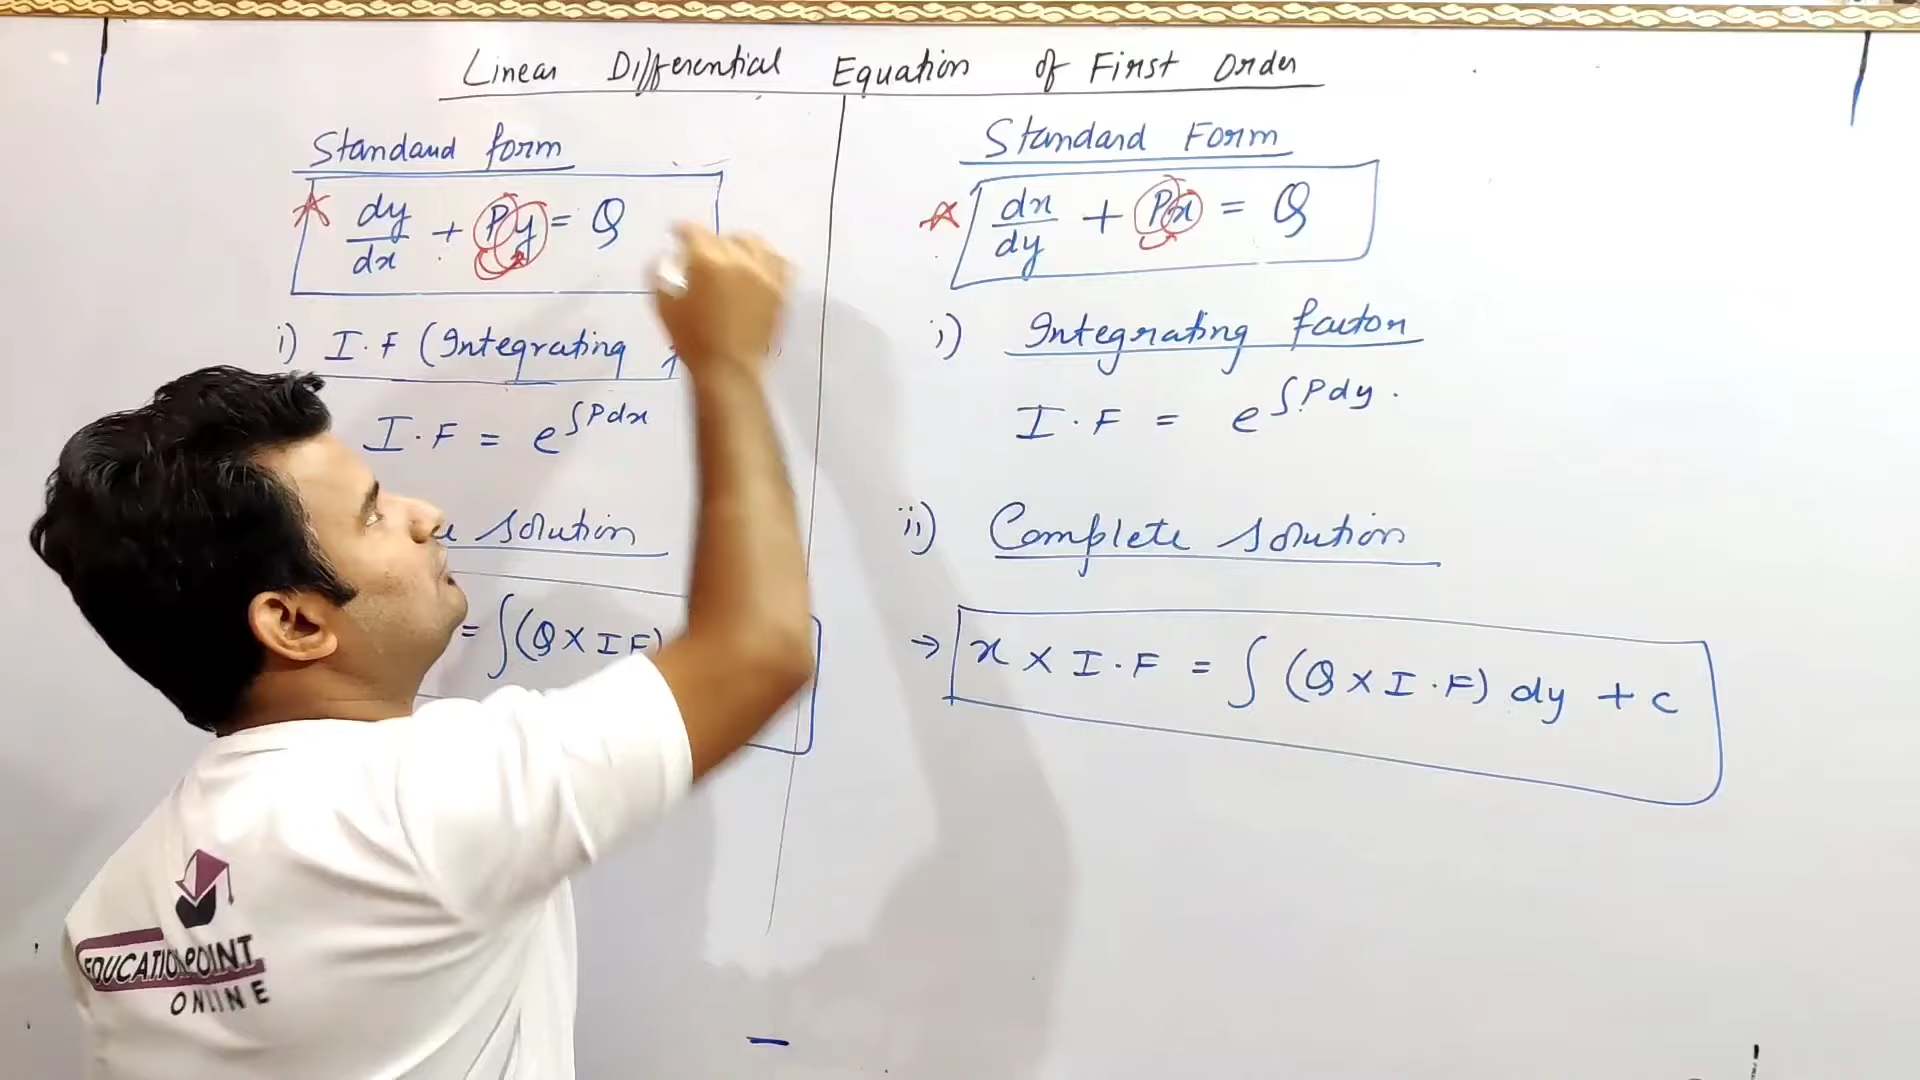 Linear Differential Equation of First Order
Standard form
dy/dx + Py = Q
i) I.F (Integrating
I.F = e^∫Pdx
solution
= ∫(Q × IF)
Standard Form
dx/dy + Px = Q
i) Integrating factor
I.F = e^∫Pdy.
ii) Complete solution
→ x × I.F = ∫ (Q × I.F) dy + c
EDUCATION POINT
ONLINE